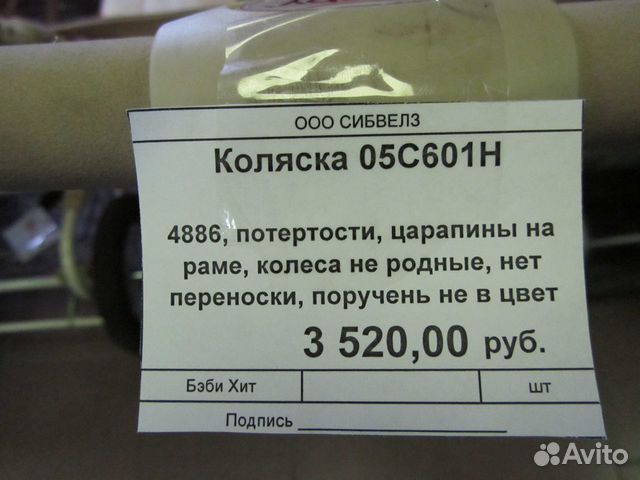 ООО СИБВЕЛЗ
Коляска 05С601Н
4886, потертости, царапины на
раме, колеса не родные, нет
переноски, поручень не в цвет
3 520,00 руб.
Бэби Хит шт
Подпись
Avito